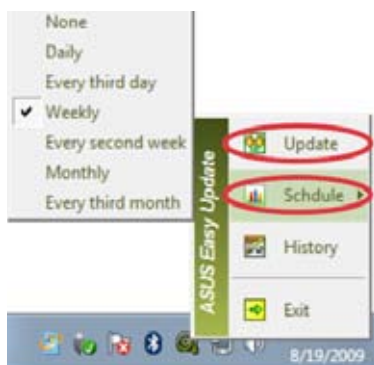 None
Daily
Every third day
Weekly
Every second week
Monthly
Every third month
ASUS Easy Update
Update
Schdule
History
Exit
8/19/2009